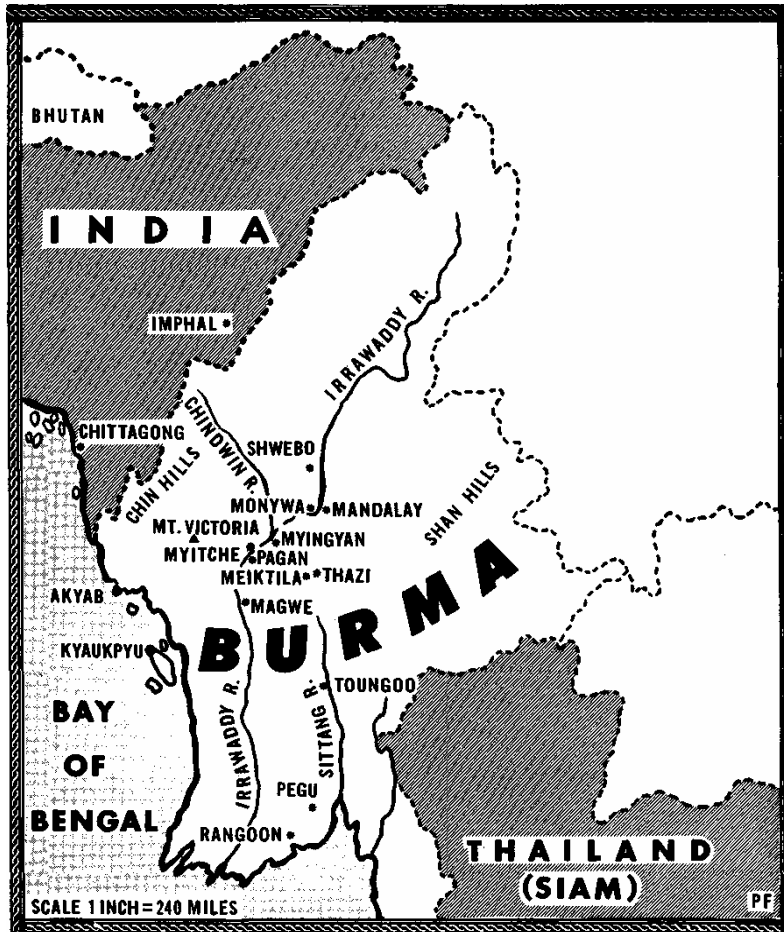 BHUTAN
INDIA
IMPHAL
IRRAWADDY R.
CHITTAGONG
CHINDWIN R.
SHWEBO
CHIN HILLS
MONYWA
MANDALAY
SHAN HILLS
MT. VICTORIA
MYINGYAN
MYITCHE
PAGAN
MEIKTILA
THAZI
AKYAB
MAGWE
BURMA
KYAUKPYU
IRRAWADDY R.
SITTANG R.
TOUNGOO
BAY
OF
BENGAL
PEGU
RANGOON
THAILAND
(SIAM)
SCALE 1 INCH=240 MILES
PF